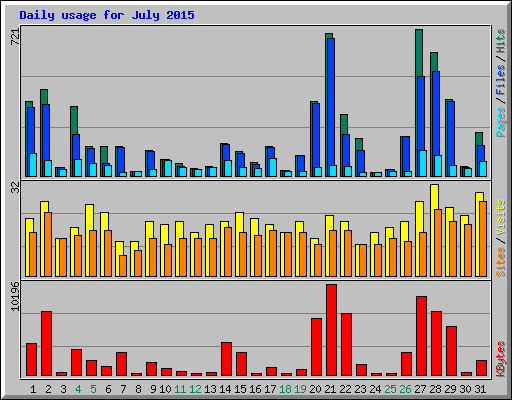 Daily usage for July 2015
721
Pages / Files / Hits
32
Sites / Visits
10196
KBytes
1 2 3 4 5 6 7 8 9 10 11 12 13 14 15 16 17 18 19 20 21 22 23 24 25 26 27 28 29 30 31